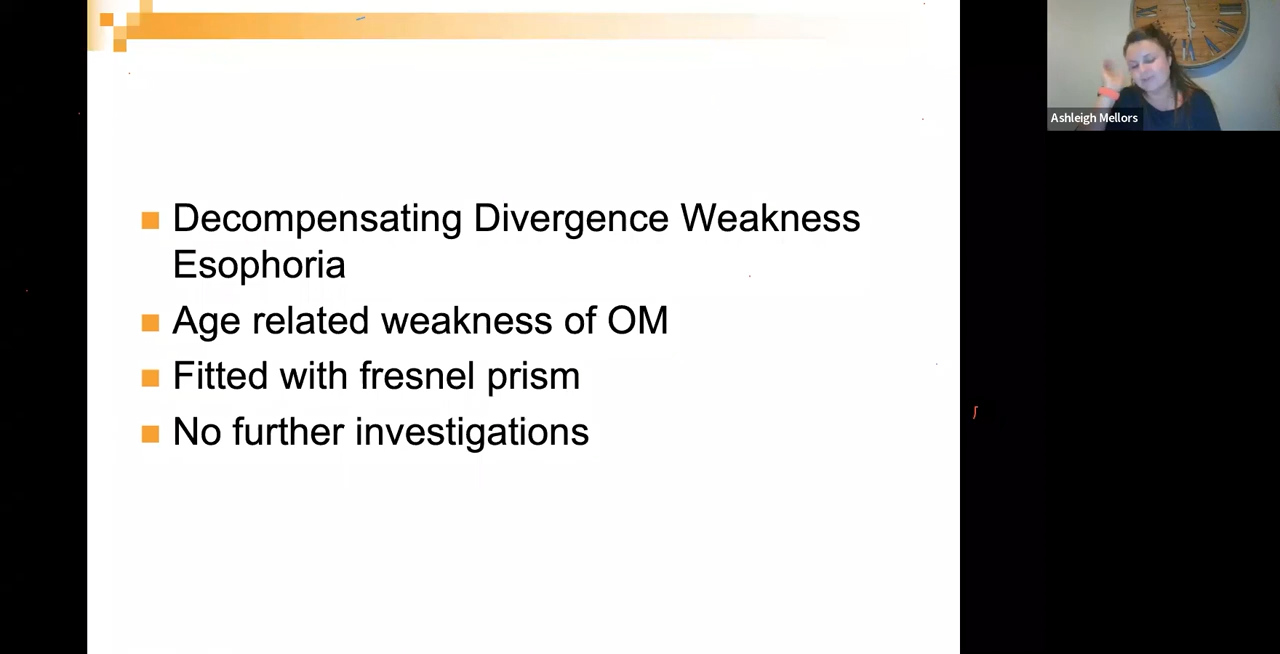 Decompensating Divergence Weakness
Esophoria
Age related weakness of OM
Fitted with fresnel prism
No further investigations
Ashleigh Mellors